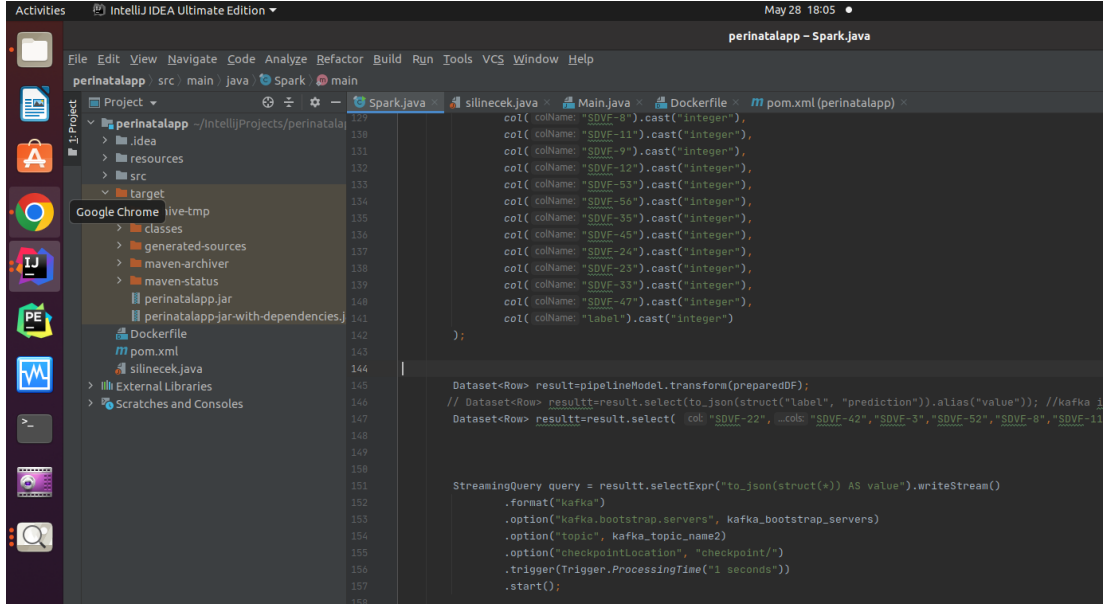 Activities IntelliJ IDEA Ultimate Edition May 28 18:05
perinatalapp – Spark.java
File Edit View Navigate Code Analyze Refactor Build Run Tools VCS Window Help
perinatalapp src main java Spark main
1: Project
Project
perinatalapp ~/IntellijProjects/perinatalap
.idea
resources
src
target
Google Chrome
hive-tmp
classes
generated-sources
maven-archiver
maven-status
perinatalapp.jar
perinatalapp-jar-with-dependencies.j
Dockerfile
pom.xml
silinecek.java
External Libraries
Scratches and Consoles
Spark.java silinecek.java Main.java Dockerfile pom.xml (perinatalapp)
129 col( colName: "SDVF-8").cast("integer"),
130 col( colName: "SDVF-11").cast("integer"),
131 col( colName: "SDVF-9").cast("integer"),
132 col( colName: "SDVF-12").cast("integer"),
133 col( colName: "SDVF-53").cast("integer"),
134 col( colName: "SDVF-56").cast("integer"),
135 col( colName: "SDVF-35").cast("integer"),
136 col( colName: "SDVF-45").cast("integer"),
137 col( colName: "SDVF-24").cast("integer"),
138 col( colName: "SDVF-23").cast("integer"),
139 col( colName: "SDVF-33").cast("integer"),
140 col( colName: "SDVF-47").cast("integer"),
141 col( colName: "label").cast("integer")
142 );
143
144
145 Dataset<Row> result=pipelineModel.transform(preparedDF);
146 // Dataset<Row> resultt=result.select(to_json(struct("label", "prediction")).alias("value")); //kafka i
147 Dataset<Row> resultt=result.select( col: "SDVF-22", ...cols: "SDVF-42","SDVF-3","SDVF-52","SDVF-8","SDVF-11
148
149
150
151 StreamingQuery query = resultt.selectExpr("to_json(struct(*)) AS value").writeStream()
152 .format("kafka")
153 .option("kafka.bootstrap.servers", kafka_bootstrap_servers)
154 .option("topic", kafka_topic_name2)
155 .option("checkpointLocation", "checkpoint/")
156 .trigger(Trigger.ProcessingTime("1 seconds"))
157 .start();
158